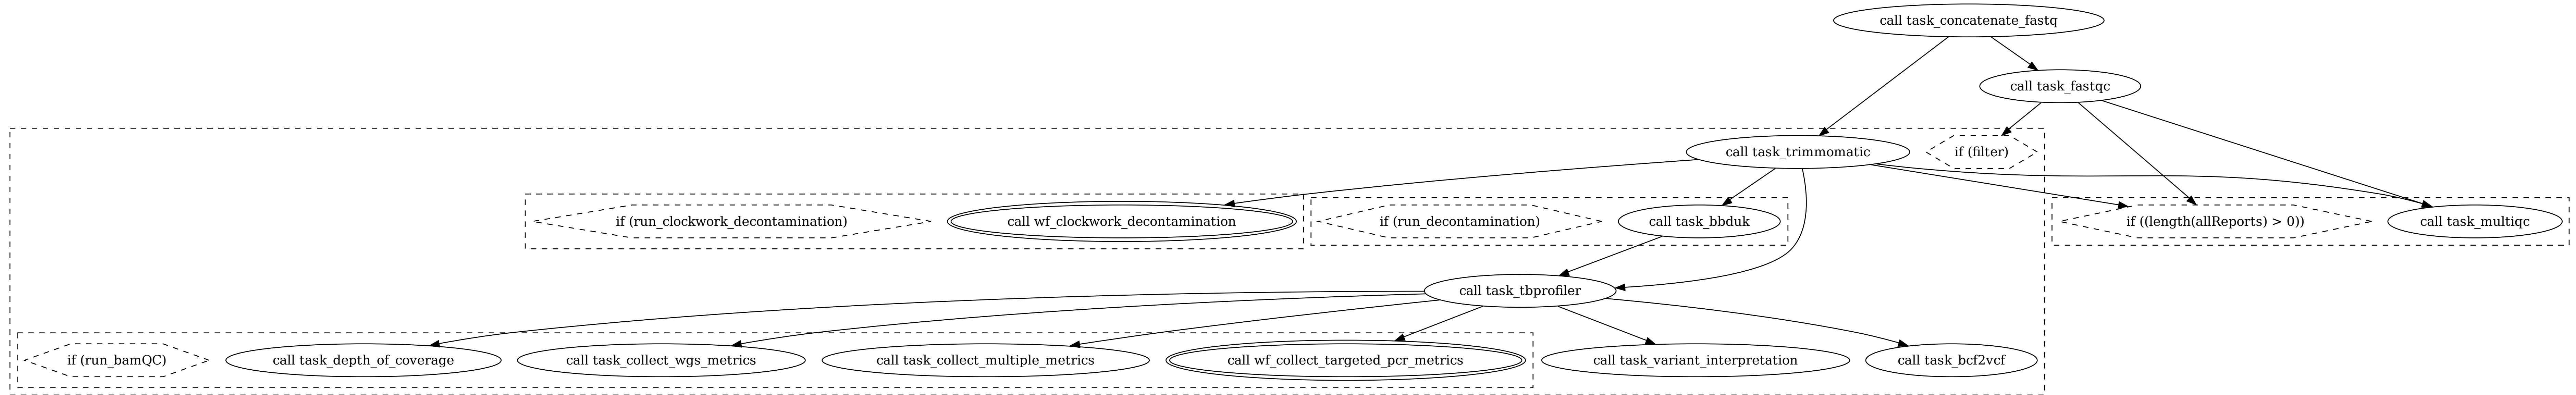 call task_concatenate_fastq
call task_fastqc
call task_trimmomatic
if (filter)
if (run_clockwork_decontamination)
call wf_clockwork_decontamination
if (run_decontamination)
call task_bbduk
if ((length(allReports) > 0))
call task_multiqc
call task_tbprofiler
if (run_bamQC)
call task_depth_of_coverage
call task_collect_wgs_metrics
call task_collect_multiple_metrics
call wf_collect_targeted_pcr_metrics
call task_variant_interpretation
call task_bcf2vcf